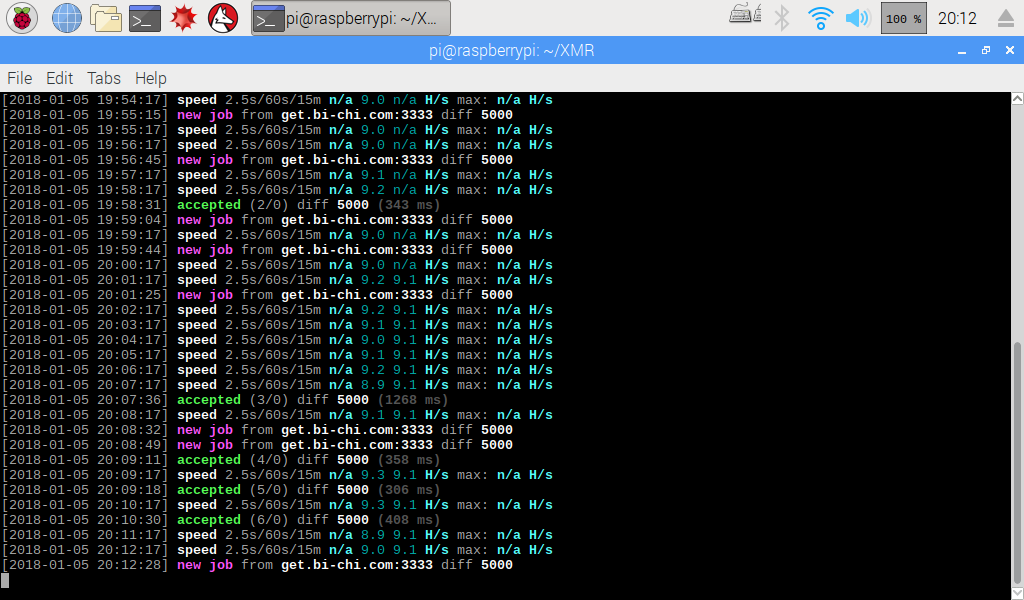 >_
>_ pi@raspberrypi: ~/X...
100 %
20:12
pi@raspberrypi: ~/XMR
File Edit Tabs Help
[2018-01-05 19:54:17] speed 2.5s/60s/15m n/a 9.0 n/a H/s max: n/a H/s
[2018-01-05 19:55:15] new job from get.bi-chi.com:3333 diff 5000
[2018-01-05 19:55:17] speed 2.5s/60s/15m n/a 9.0 n/a H/s max: n/a H/s
[2018-01-05 19:56:17] speed 2.5s/60s/15m n/a 9.0 n/a H/s max: n/a H/s
[2018-01-05 19:56:45] new job from get.bi-chi.com:3333 diff 5000
[2018-01-05 19:57:17] speed 2.5s/60s/15m n/a 9.1 n/a H/s max: n/a H/s
[2018-01-05 19:58:17] speed 2.5s/60s/15m n/a 9.2 n/a H/s max: n/a H/s
[2018-01-05 19:58:31] accepted (2/0) diff 5000 (343 ms)
[2018-01-05 19:59:04] new job from get.bi-chi.com:3333 diff 5000
[2018-01-05 19:59:17] speed 2.5s/60s/15m n/a 9.0 n/a H/s max: n/a H/s
[2018-01-05 19:59:44] new job from get.bi-chi.com:3333 diff 5000
[2018-01-05 20:00:17] speed 2.5s/60s/15m n/a 9.0 n/a H/s max: n/a H/s
[2018-01-05 20:01:17] speed 2.5s/60s/15m n/a 9.2 9.1 H/s max: n/a H/s
[2018-01-05 20:01:25] new job from get.bi-chi.com:3333 diff 5000
[2018-01-05 20:02:17] speed 2.5s/60s/15m n/a 9.2 9.1 H/s max: n/a H/s
[2018-01-05 20:03:17] speed 2.5s/60s/15m n/a 9.1 9.1 H/s max: n/a H/s
[2018-01-05 20:04:17] speed 2.5s/60s/15m n/a 9.0 9.1 H/s max: n/a H/s
[2018-01-05 20:05:17] speed 2.5s/60s/15m n/a 9.1 9.1 H/s max: n/a H/s
[2018-01-05 20:06:17] speed 2.5s/60s/15m n/a 9.2 9.1 H/s max: n/a H/s
[2018-01-05 20:07:17] speed 2.5s/60s/15m n/a 8.9 9.1 H/s max: n/a H/s
[2018-01-05 20:07:36] accepted (3/0) diff 5000 (1268 ms)
[2018-01-05 20:08:17] speed 2.5s/60s/15m n/a 9.1 9.1 H/s max: n/a H/s
[2018-01-05 20:08:32] new job from get.bi-chi.com:3333 diff 5000
[2018-01-05 20:08:49] new job from get.bi-chi.com:3333 diff 5000
[2018-01-05 20:09:11] accepted (4/0) diff 5000 (358 ms)
[2018-01-05 20:09:17] speed 2.5s/60s/15m n/a 9.3 9.1 H/s max: n/a H/s
[2018-01-05 20:09:18] accepted (5/0) diff 5000 (306 ms)
[2018-01-05 20:10:17] speed 2.5s/60s/15m n/a 9.3 9.1 H/s max: n/a H/s
[2018-01-05 20:10:30] accepted (6/0) diff 5000 (408 ms)
[2018-01-05 20:11:17] speed 2.5s/60s/15m n/a 8.9 9.1 H/s max: n/a H/s
[2018-01-05 20:12:17] speed 2.5s/60s/15m n/a 9.0 9.1 H/s max: n/a H/s
[2018-01-05 20:12:28] new job from get.bi-chi.com:3333 diff 5000